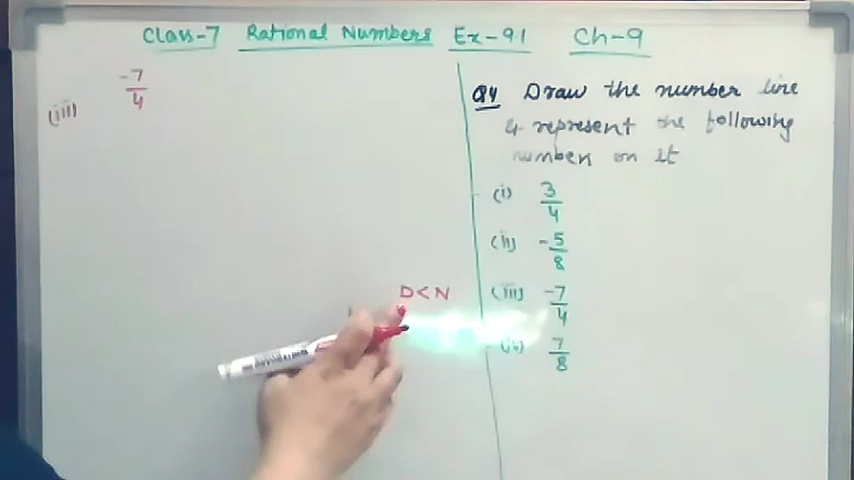 Class-7 Rational Numbers Ex-9.1 Ch-9
(iii) -7/4
D<N
Q4 Draw the number line
& represent the following
number on it
(i) 3/4
(ii) -5/8
(iii) -7/4
(iv) 7/8